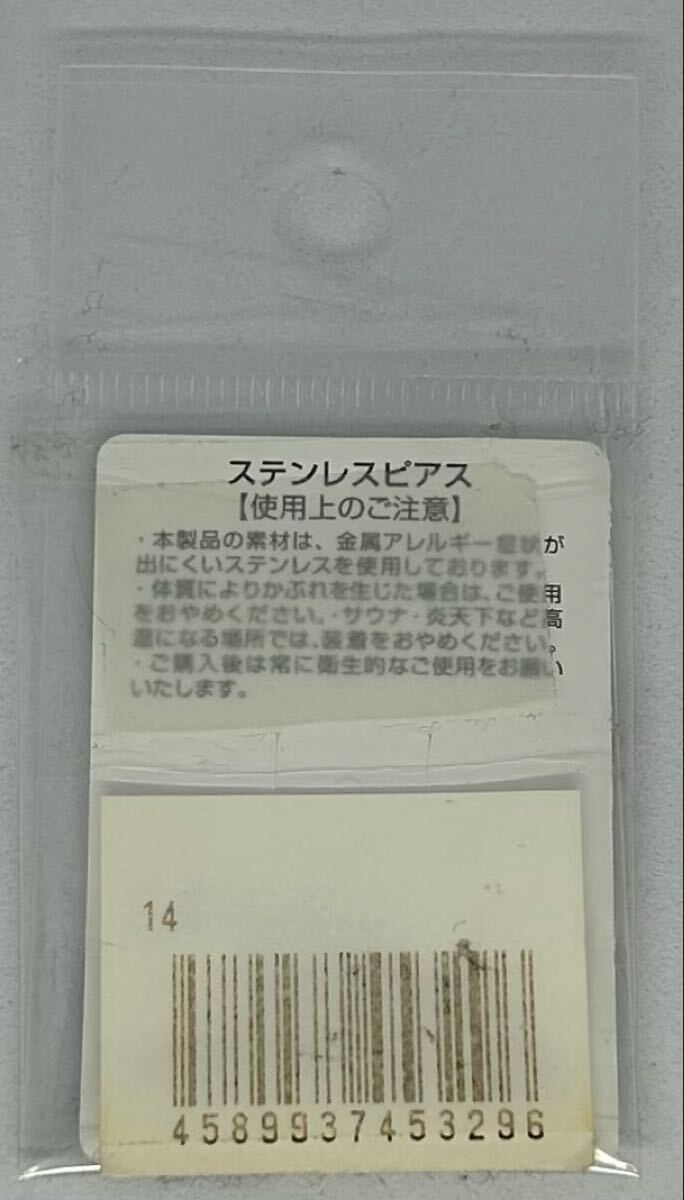 ステンレスピアス
【使用上のご注意】
・本製品の素材は、金属アレルギー症状が
出にくいステンレスを使用しております。
・体質によりかぶれを生じた場合は、ご使用
をおやめください。・サウナ・炎天下など高
温になる場所では、装着をおやめください。
・ご購入後は常に衛生的なご使用をお願い
いたします。
14
4589937453296